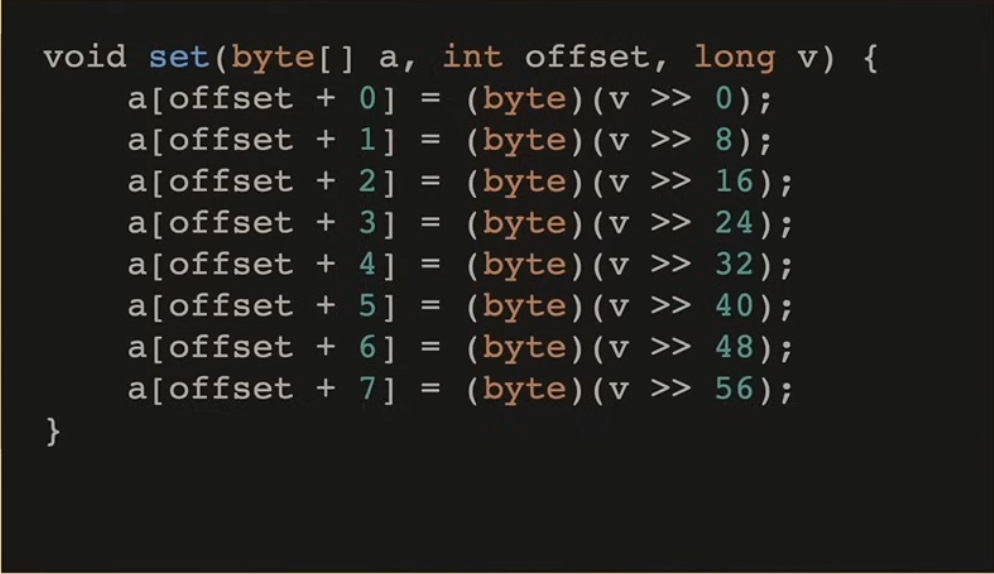 void set(byte[] a, int offset, long v) {
    a[offset + 0] = (byte)(v >> 0);
    a[offset + 1] = (byte)(v >> 8);
    a[offset + 2] = (byte)(v >> 16);
    a[offset + 3] = (byte)(v >> 24);
    a[offset + 4] = (byte)(v >> 32);
    a[offset + 5] = (byte)(v >> 40);
    a[offset + 6] = (byte)(v >> 48);
    a[offset + 7] = (byte)(v >> 56);
}